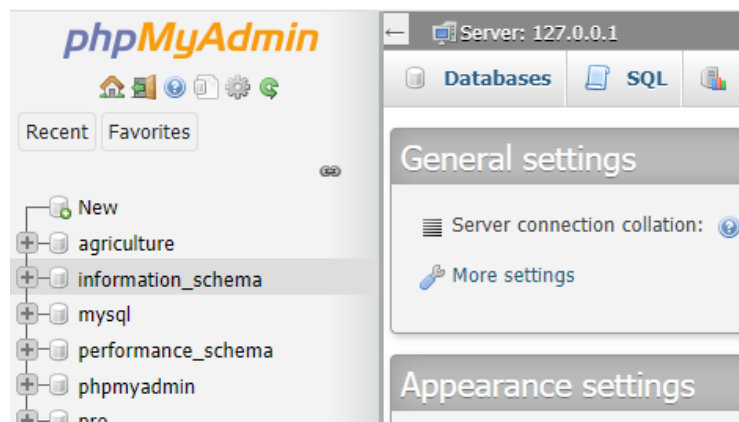 phpMyAdmin
Recent Favorites
New
agriculture
information_schema
mysql
performance_schema
phpmyadmin
pro
Server: 127.0.0.1
Databases SQL
General settings
Server connection collation:
More settings
Appearance settings